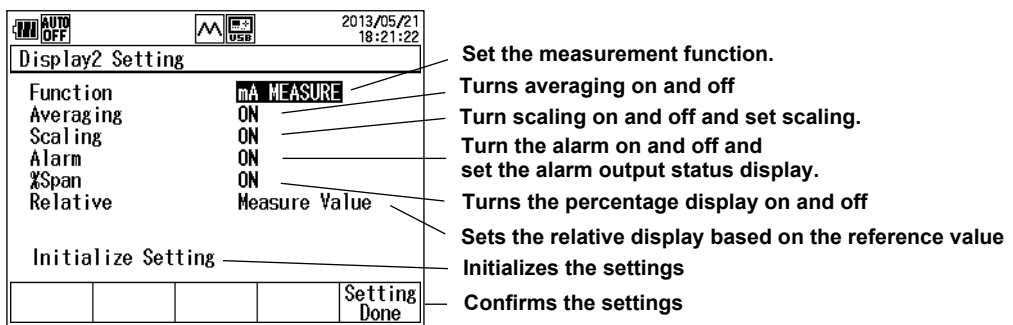 AUTO OFF USB 2013/05/21
18:21:22
Display2 Setting
Function mA MEASURE
Averaging ON
Scaling ON
Alarm ON
%Span ON
Relative Measure Value
Initialize Setting
Setting
Done
Set the measurement function.
Turns averaging on and off
Turn scaling on and off and set scaling.
Turn the alarm on and off and
set the alarm output status display.
Turns the percentage display on and off
Sets the relative display based on the reference value
Initializes the settings
Confirms the settings